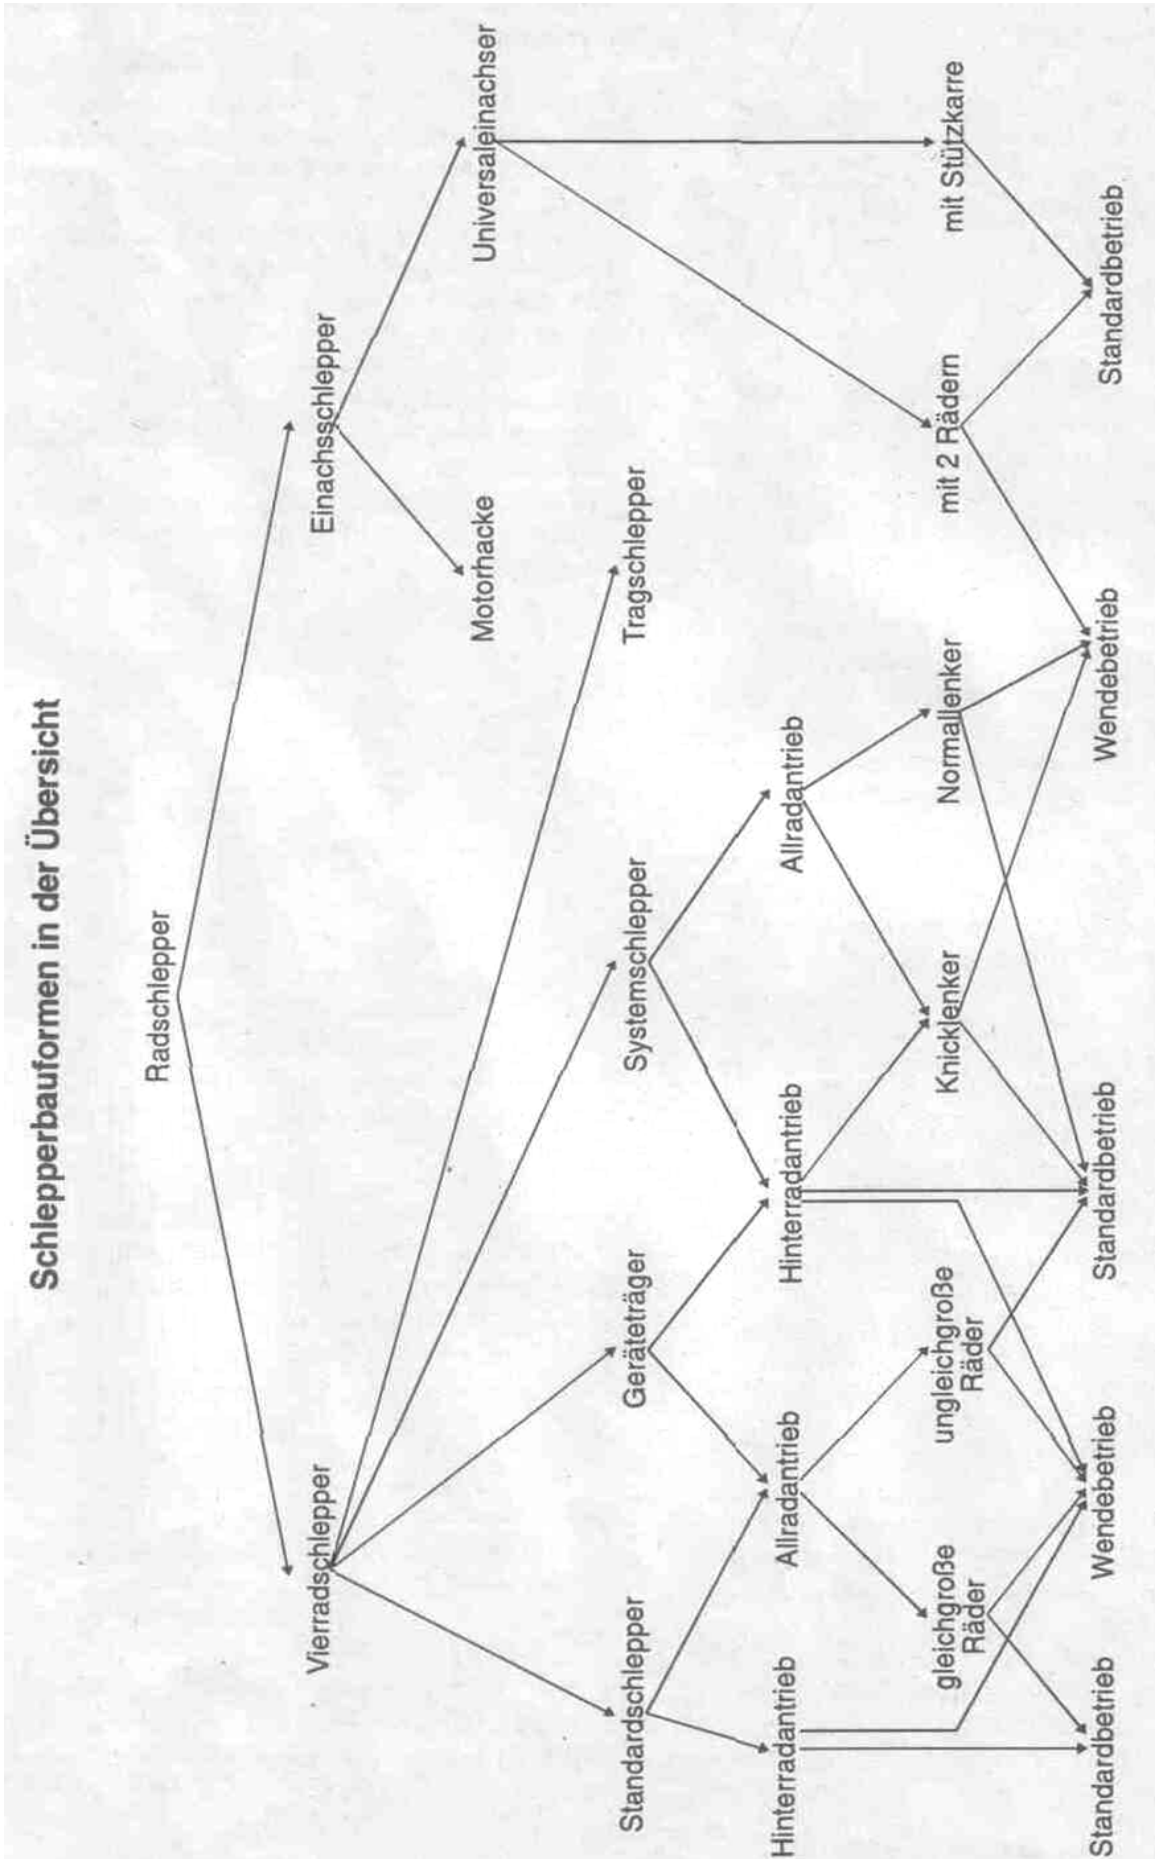 Schlepperbauformen in der Übersicht
Radschlepper
Vierradschlepper
Einachsschlepper
Motorhacke
Universaleinachser
Standardschlepper
Geräteträger
Systemschlepper
Tragschlepper
Hinterradantrieb
Allradantrieb
Hinterradantrieb
Allradantrieb
gleichgroße
Räder
ungleichgroße
Räder
Knicklenker
Normallenker
mit 2 Rädern
mit Stützkarre
Standardbetrieb
Wendebetrieb
Standardbetrieb
Wendebetrieb
Standardbetrieb